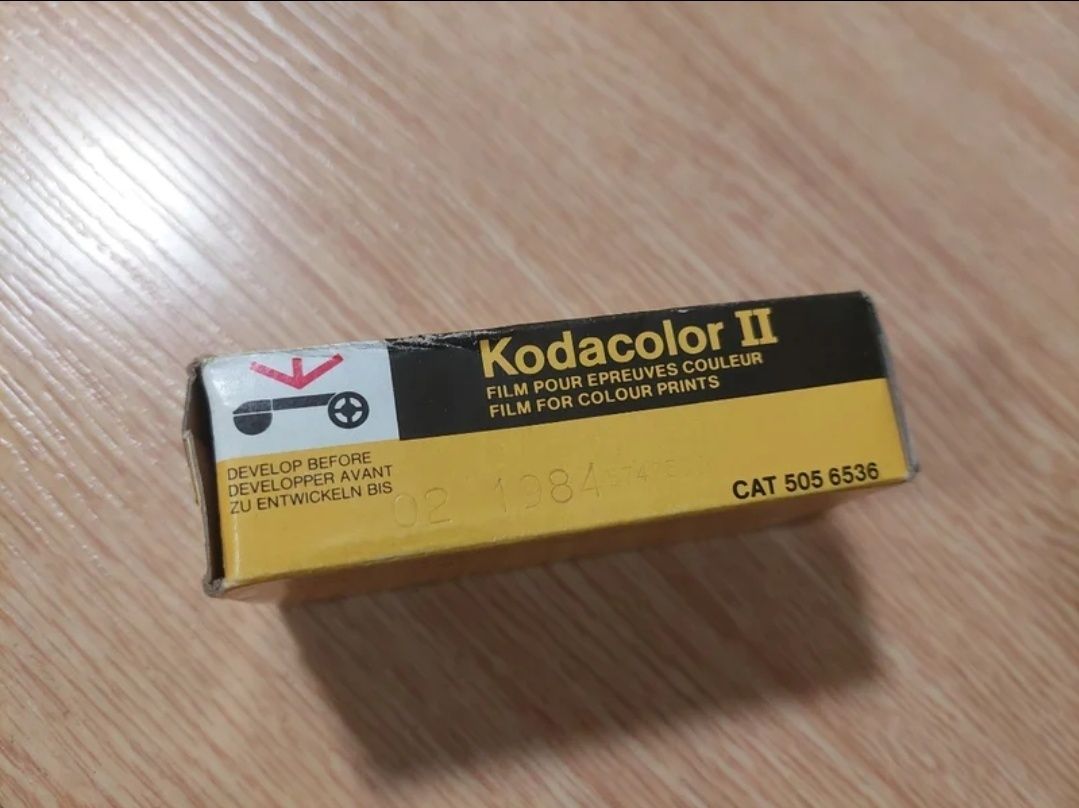 Kodacolor II
FILM POUR EPREUVES COULEUR
FILM FOR COLOUR PRINTS
DEVELOP BEFORE
DEVELOPPER AVANT
ZU ENTWICKELN BIS
02 1984
CAT 505 6536